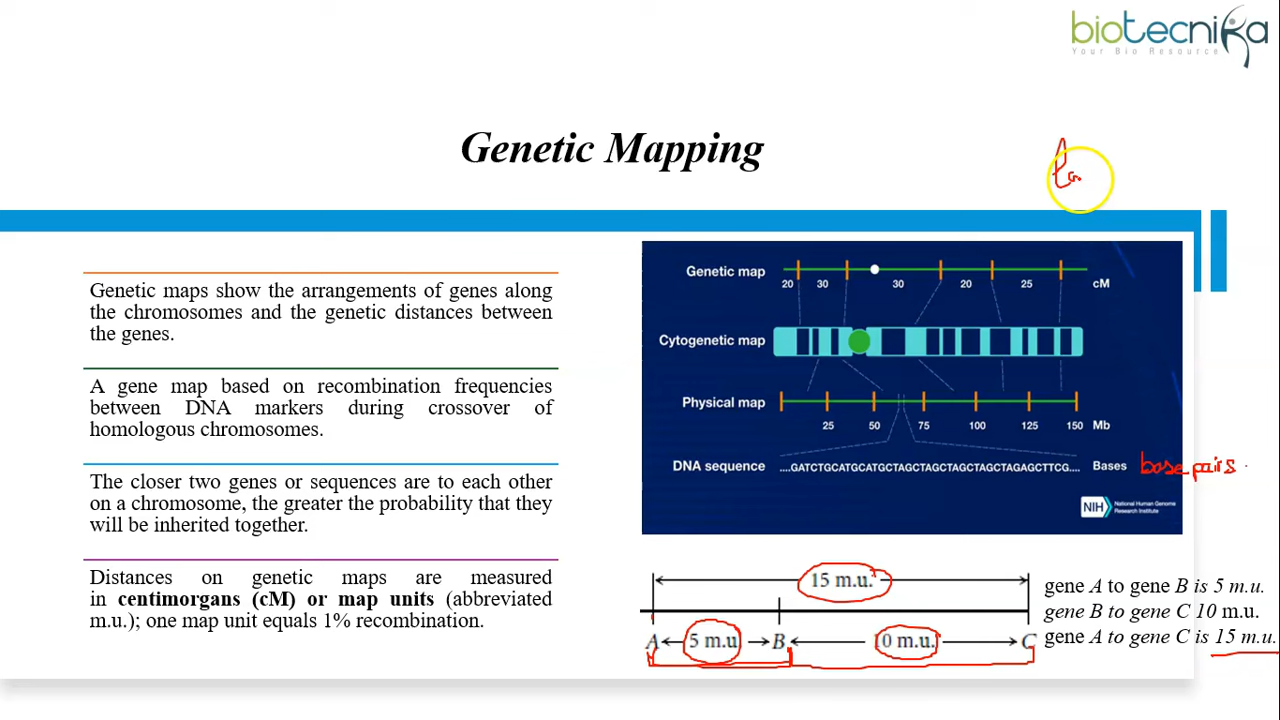 biotecnika
Your Bio Resource
Genetic Mapping
Genetic maps show the arrangements of genes along
the chromosomes and the genetic distances between
the genes.
A gene map based on recombination frequencies
between DNA markers during crossover of
homologous chromosomes.
The closer two genes or sequences are to each other
on a chromosome, the greater the probability that they
will be inherited together.
Distances on genetic maps are measured
in centimorgans (cM) or map units (abbreviated
m.u.); one map unit equals 1% recombination.
Genetic map
20 30 30 20 25 cM
Cytogenetic map
Physical map
25 50 75 100 125 150 Mb
DNA sequence ....GATCTGCATGCATGCTAGCTAGCTAGCTAGCTAGAGCTTCG.... Bases base pairs
NIH National Human Genome
Research Institute
15 m.u.
A 5 m.u B 10 m.u. C
gene A to gene B is 5 m.u.
gene B to gene C 10 m.u.
gene A to gene C is 15 m.u.